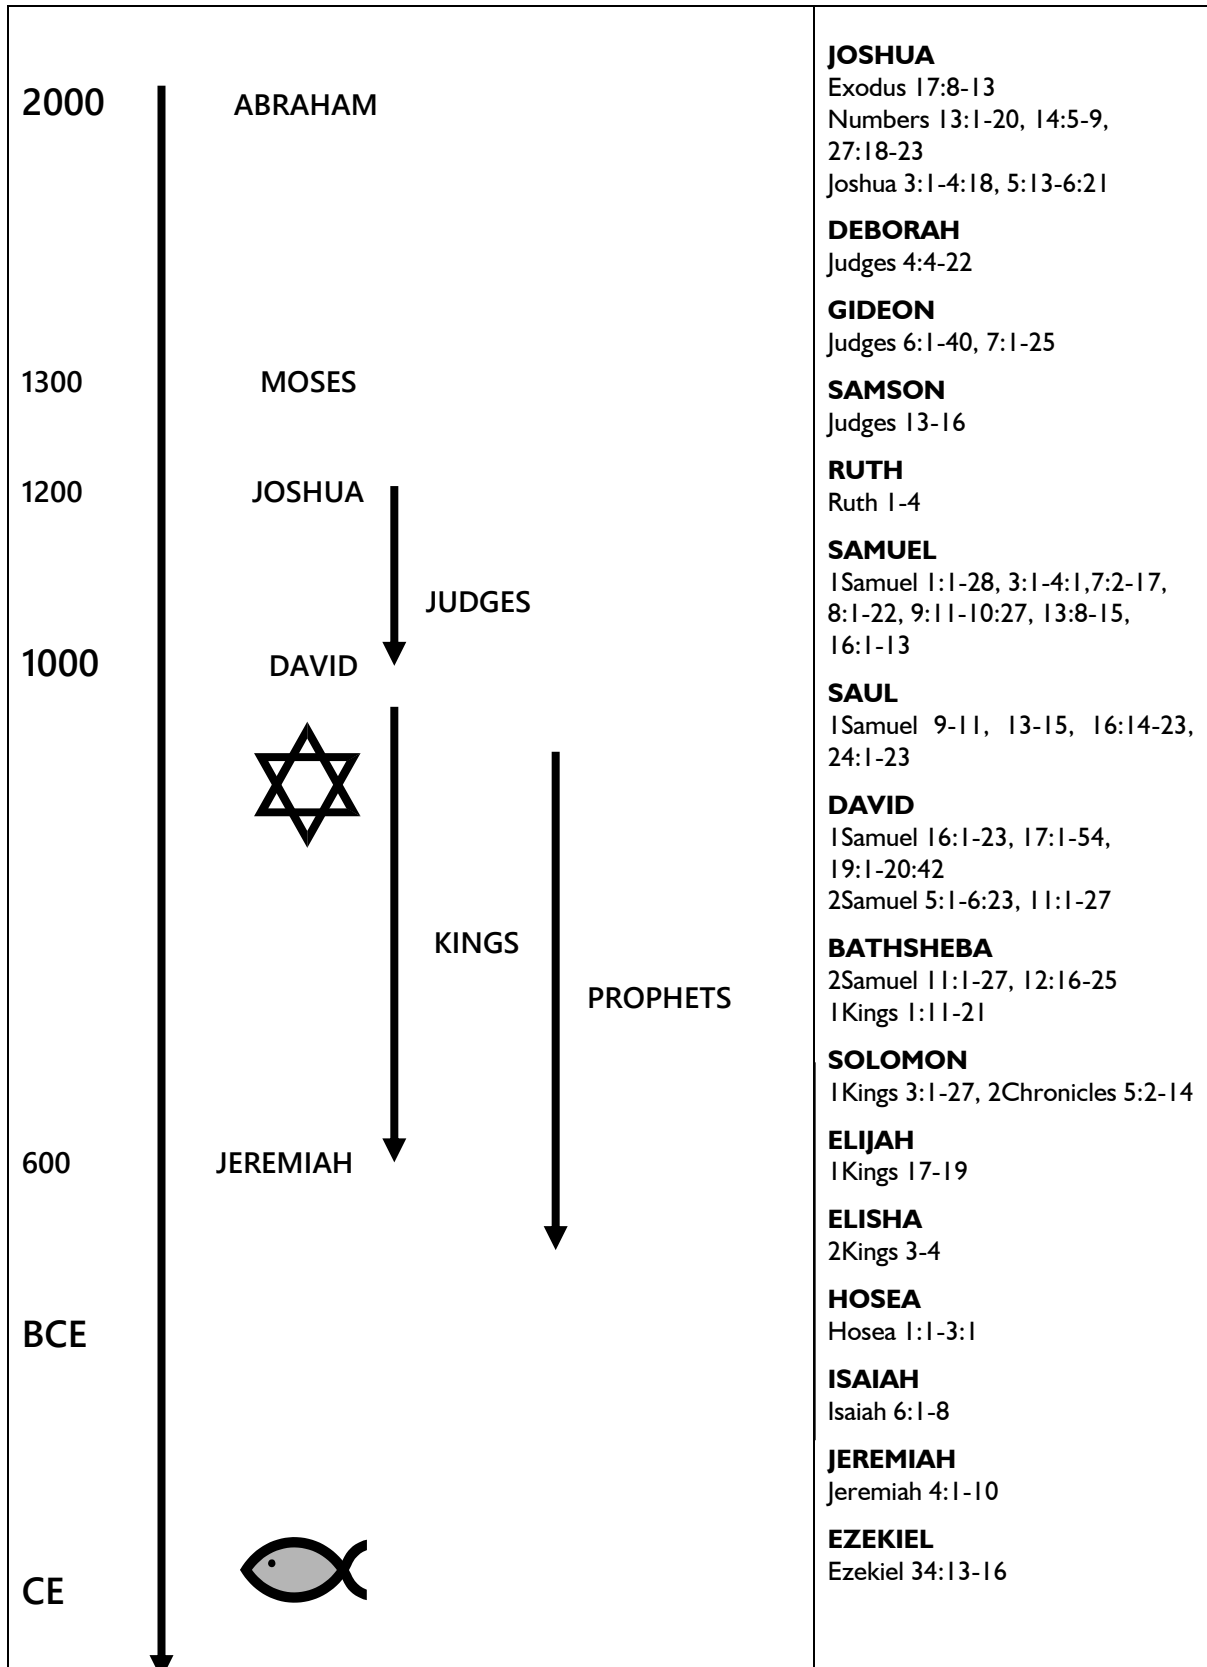 2000
ABRAHAM
1300
MOSES
1200
JOSHUA
JUDGES
1000
DAVID
KINGS
PROPHETS
600
JEREMIAH
BCE
CE
JOSHUA
Exodus 17:8-13
Numbers 13:1-20, 14:5-9,
27:18-23
Joshua 3:1-4:18, 5:13-6:21
DEBORAH
Judges 4:4-22
GIDEON
Judges 6:1-40, 7:1-25
SAMSON
Judges 13-16
RUTH
Ruth 1-4
SAMUEL
1Samuel 1:1-28, 3:1-4:1,7:2-17,
8:1-22, 9:11-10:27, 13:8-15,
16:1-13
SAUL
1Samuel 9-11, 13-15, 16:14-23,
24:1-23
DAVID
1Samuel 16:1-23, 17:1-54,
19:1-20:42
2Samuel 5:1-6:23, 11:1-27
BATHSHEBA
2Samuel 11:1-27, 12:16-25
1Kings 1:11-21
SOLOMON
1Kings 3:1-27, 2Chronicles 5:2-14
ELIJAH
1Kings 17-19
ELISHA
2Kings 3-4
HOSEA
Hosea 1:1-3:1
ISAIAH
Isaiah 6:1-8
JEREMIAH
Jeremiah 4:1-10
EZEKIEL
Ezekiel 34:13-16